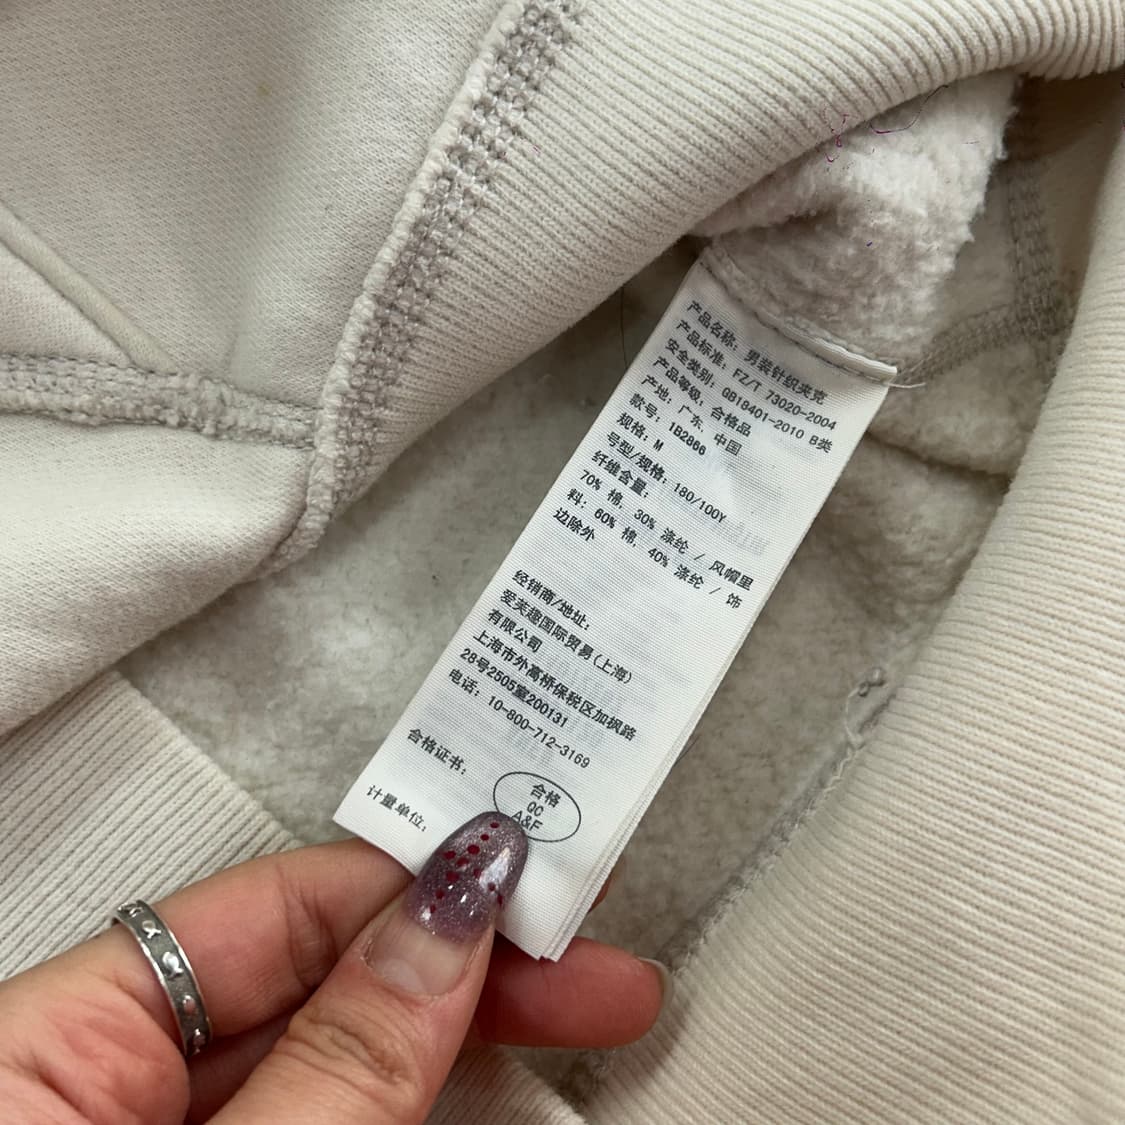 产品名称: 男装针织夹克
产品标准: FZ/T 73020-2004
安全类别: GB18401-2010 B类
产品等级: 合格品
产地: 广东, 中国
款号: 1B2866
规格: M
号型/规格: 180/100Y
纤维含量:
70% 棉, 30% 涤纶 / 风帽里
料: 60% 棉, 40% 涤纶 / 饰
边除外
经销商/地址:
爱芙趣国际贸易(上海)
有限公司
上海市外高桥保税区加枫路
28号2505室200131
电话: 10-800-712-3169
合格证书:
合格
QC
A&F
计量单位: